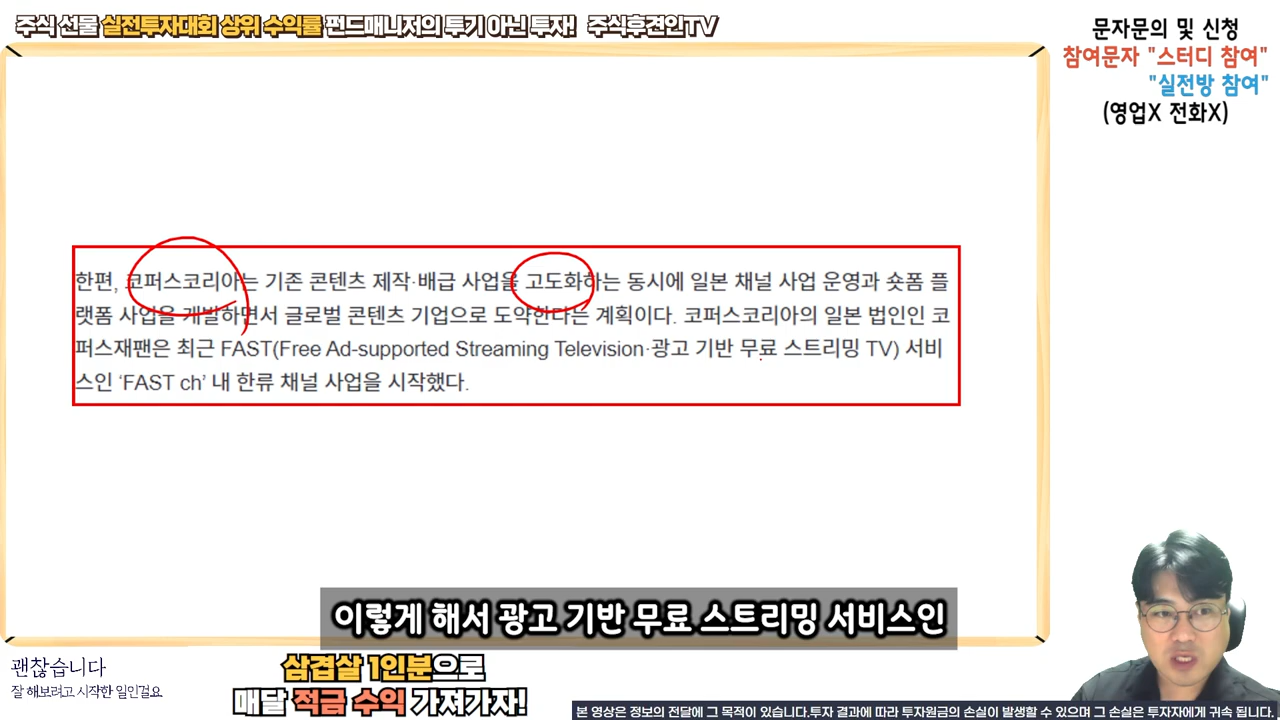 주식 선물 실전투자대회 상위 수익률 펀드매니저의 투기 아닌 투자! 주식후견인TV
문자문의 및 신청
참여문자 "스터디 참여"
"실전방 참여"
(영업X 전화X)
한편, 코퍼스코리아는 기존 콘텐츠 제작·배급 사업을 고도화하는 동시에 일본 채널 사업 운영과 숏폼 플
랫폼 사업을 개발하면서 글로벌 콘텐츠 기업으로 도약한다는 계획이다. 코퍼스코리아의 일본 법인인 코
퍼스재팬은 최근 FAST(Free Ad-supported Streaming Television·광고 기반 무료 스트리밍 TV) 서비
스인 ‘FAST ch’ 내 한류 채널 사업을 시작했다.
이렇게 해서 광고 기반 무료 스트리밍 서비스인
괜찮습니다
잘 해보려고 시작한 일인걸요
삼겹살 1인분으로
매달 적금 수익 가져가자!
본 영상은 정보의 전달에 그 목적이 있습니다.투자 결과에 따라 투자원금의 손실이 발생할 수 있으며 그 손실은 투자자에게 귀속 됩니다.